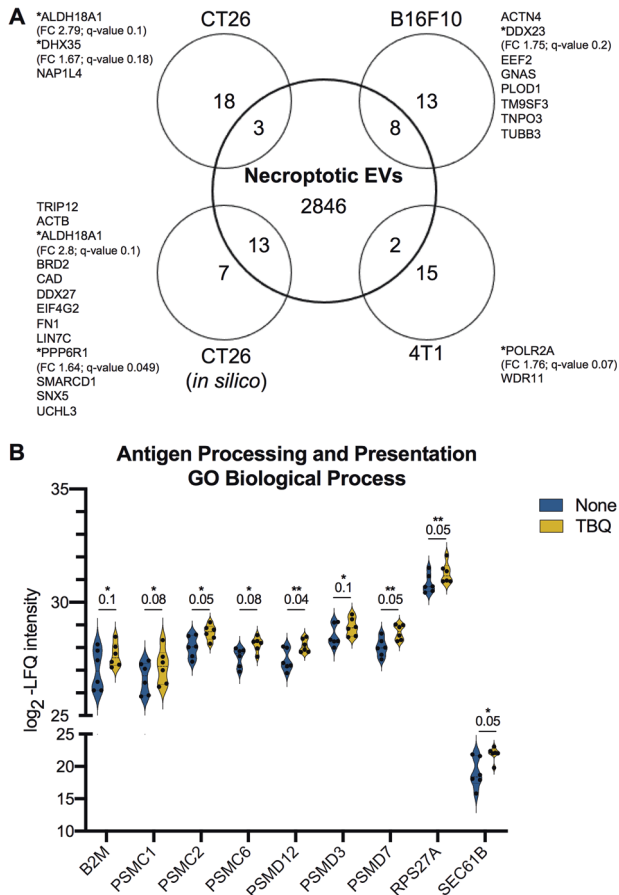 A
*ALDH18A1
(FC 2.79; q-value 0.1)
*DHX35
(FC 1.67; q-value 0.18)
NAP1L4
CT26
18
3
B16F10
13
8
ACTN4
*DDX23
(FC 1.75; q-value 0.2)
EEF2
GNAS
PLOD1
TM9SF3
TNPO3
TUBB3
Necroptotic EVs
2846
TRIP12
ACTB
*ALDH18A1
(FC 2.8; q-value 0.1)
BRD2
CAD
DDX27
EIF4G2
FN1
LIN7C
*PPP6R1
(FC 1.64; q-value 0.049)
SMARCD1
SNX5
UCHL3
13
7
CT26
(in silico)
2
15
4T1
*POLR2A
(FC 1.76; q-value 0.07)
WDR11
B
Antigen Processing and Presentation
GO Biological Process
None
TBQ
log2 -LFQ intensity
35
30
25
25
20
15
10
*
0.1
*
0.08
*
0.05
*
0.08
**
0.04
*
0.1
**
0.05
**
0.05
*
0.05
B2M
PSMC1
PSMC2
PSMC6
PSMD12
PSMD3
PSMD7
RPS27A
SEC61B